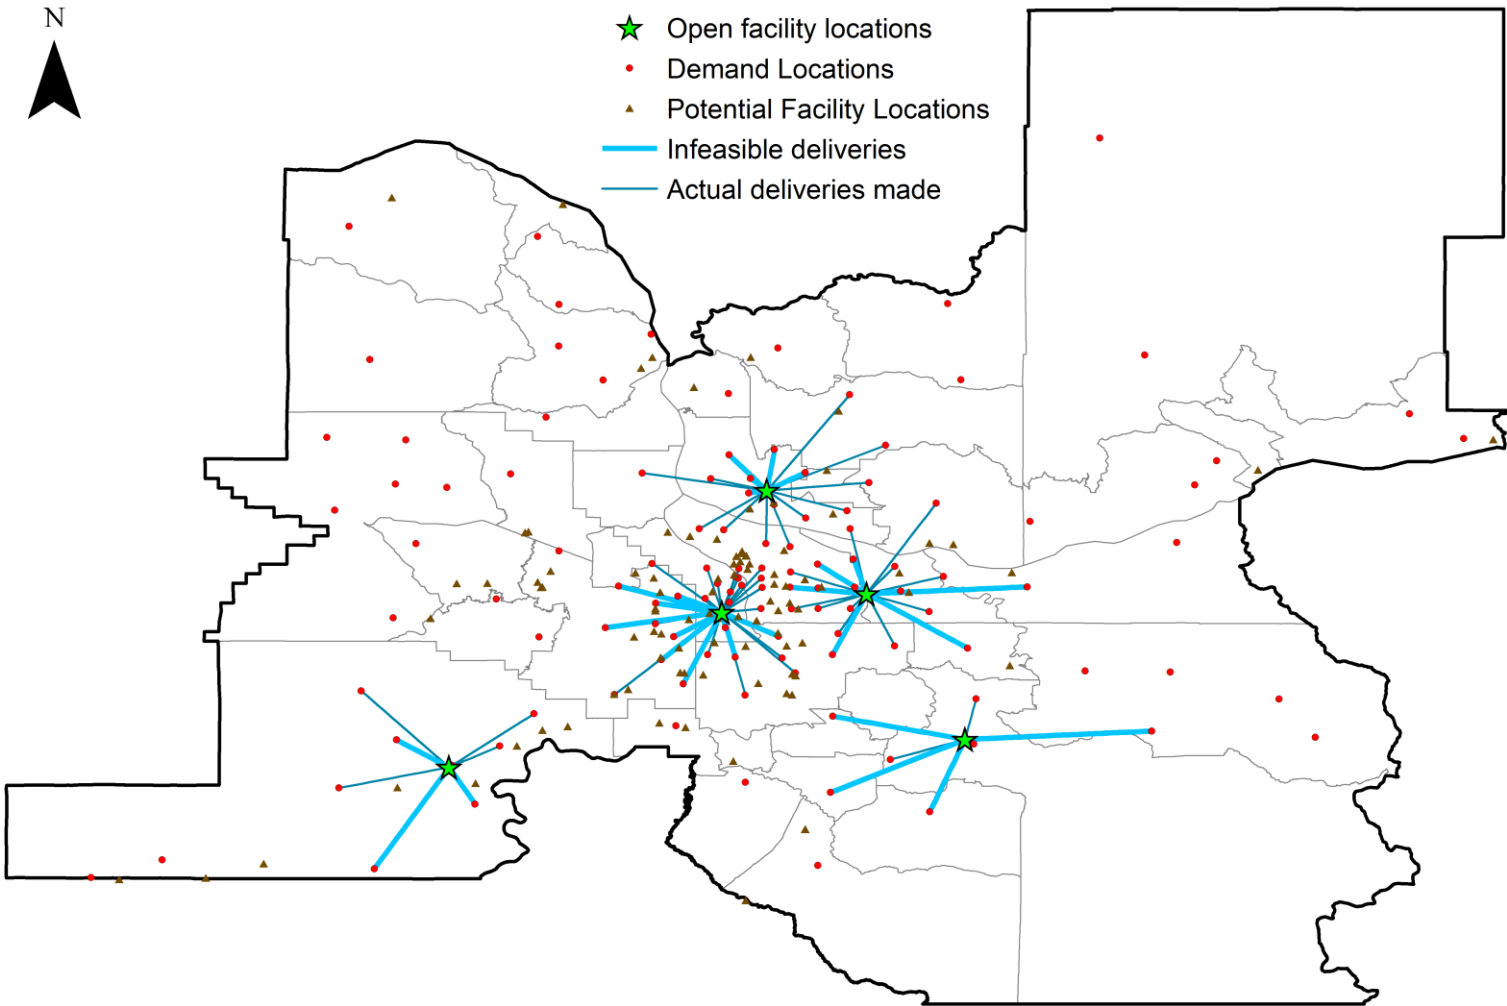 N
Open facility locations
Demand Locations
Potential Facility Locations
Infeasible deliveries
Actual deliveries made